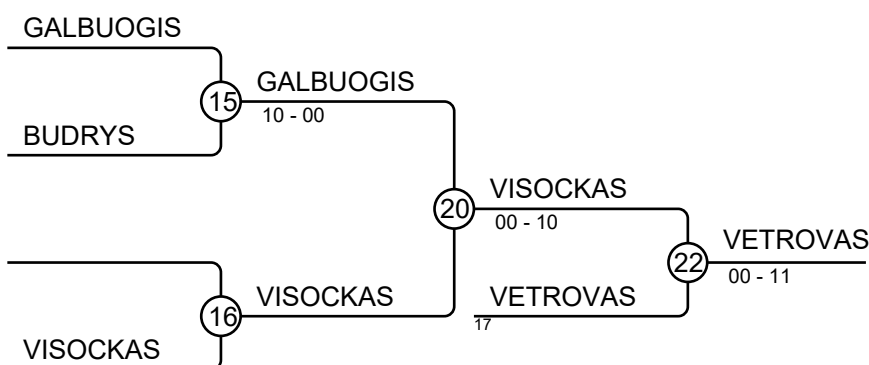 GALBUOGIS
15
GALBUOGIS
10 - 00
BUDRYS
20
VISOCKAS
00 - 10
22
VETROVAS
00 - 11
16
VISOCKAS
VETROVAS
17
VISOCKAS